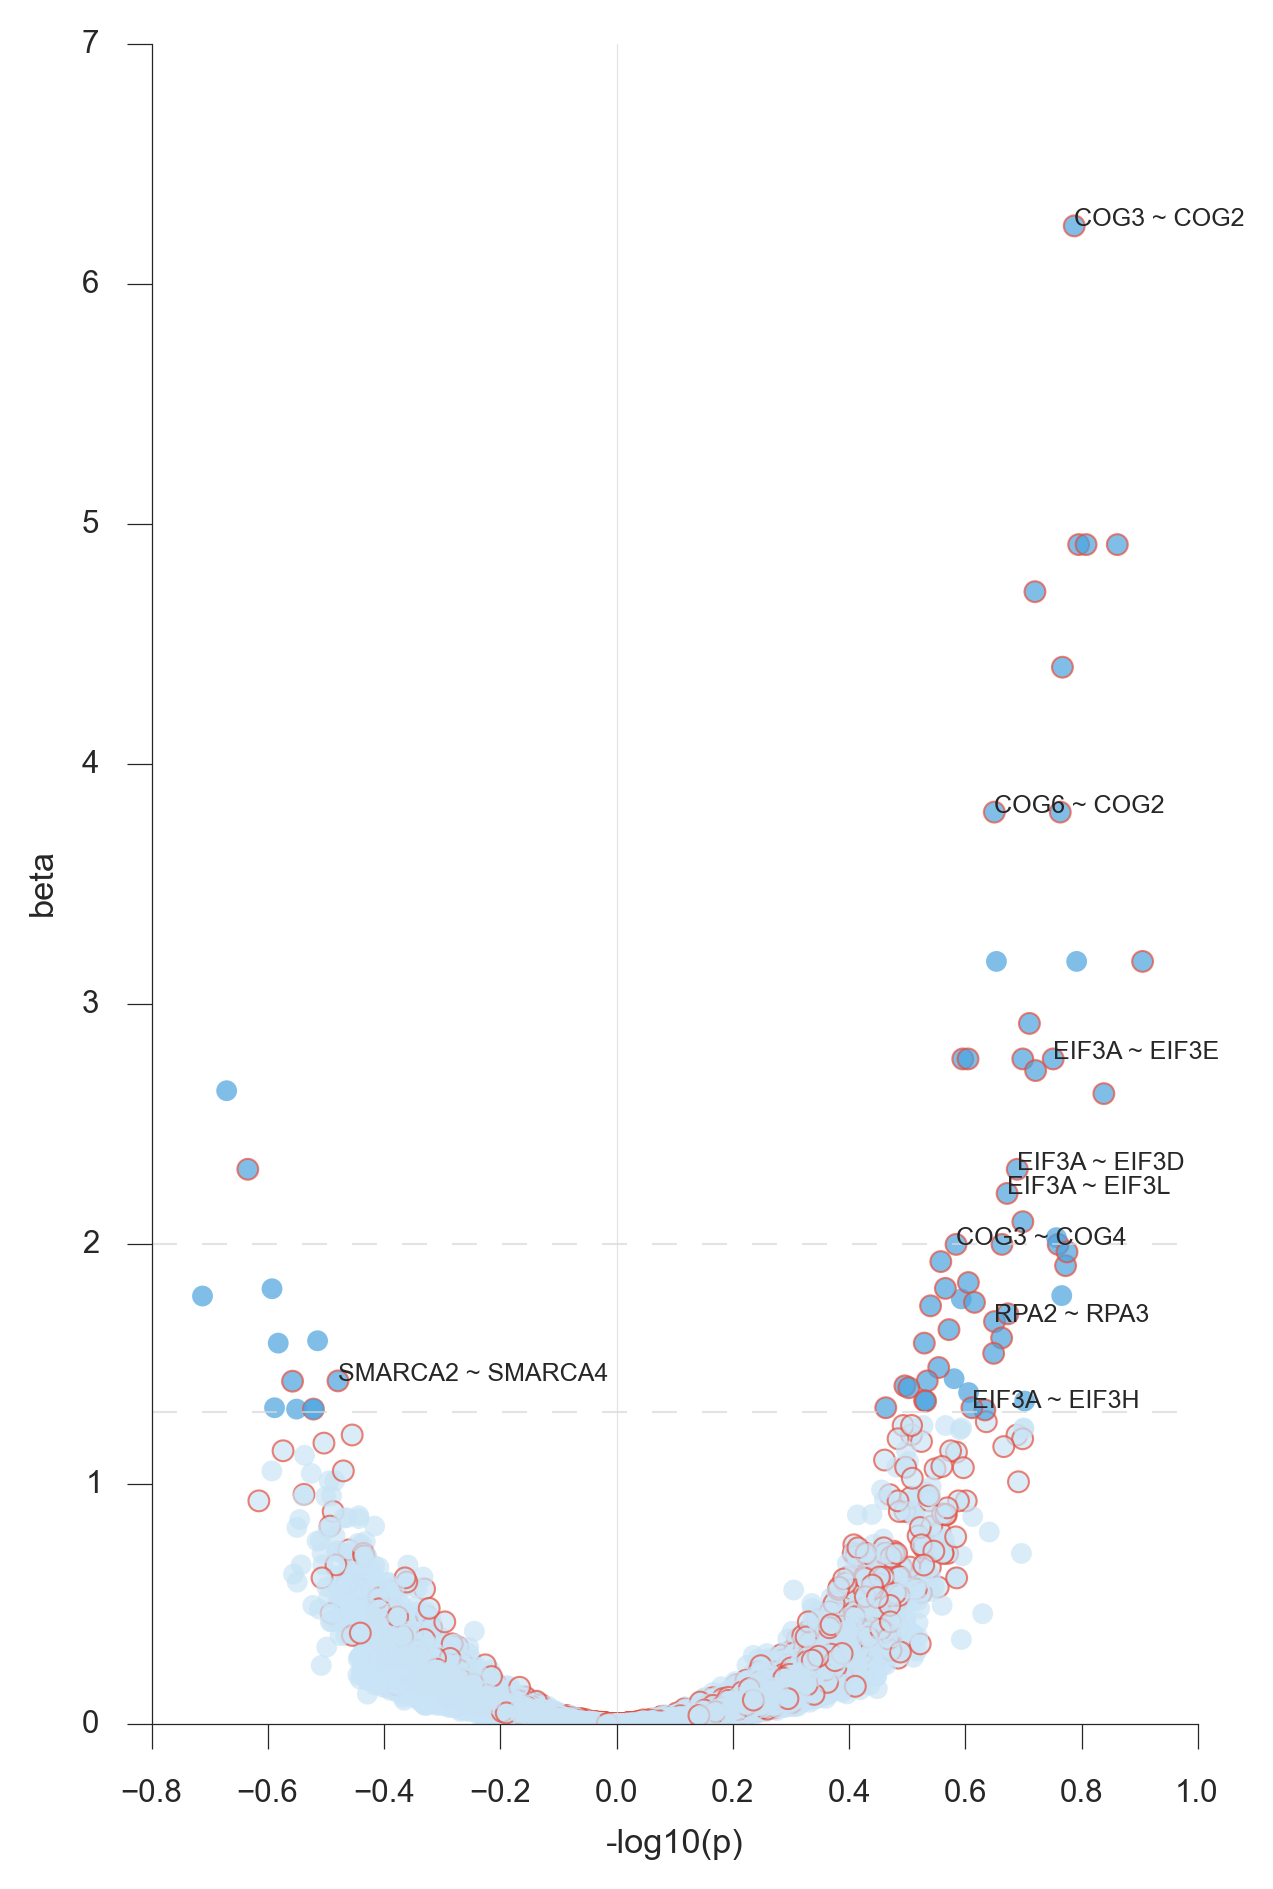 7
COG3 ~ COG2
6
5
4
COG6 ~ COG2
beta
3
EIF3A ~ EIF3E
EIF3A ~ EIF3D
EIF3A ~ EIF3L
2
COG3 ~ COG4
RPA2 ~ RPA3
SMARCA2 ~ SMARCA4
EIF3A ~ EIF3H
1
0
−0.8 −0.6 −0.4 −0.2 0.0 0.2 0.4 0.6 0.8 1.0
-log10(p)